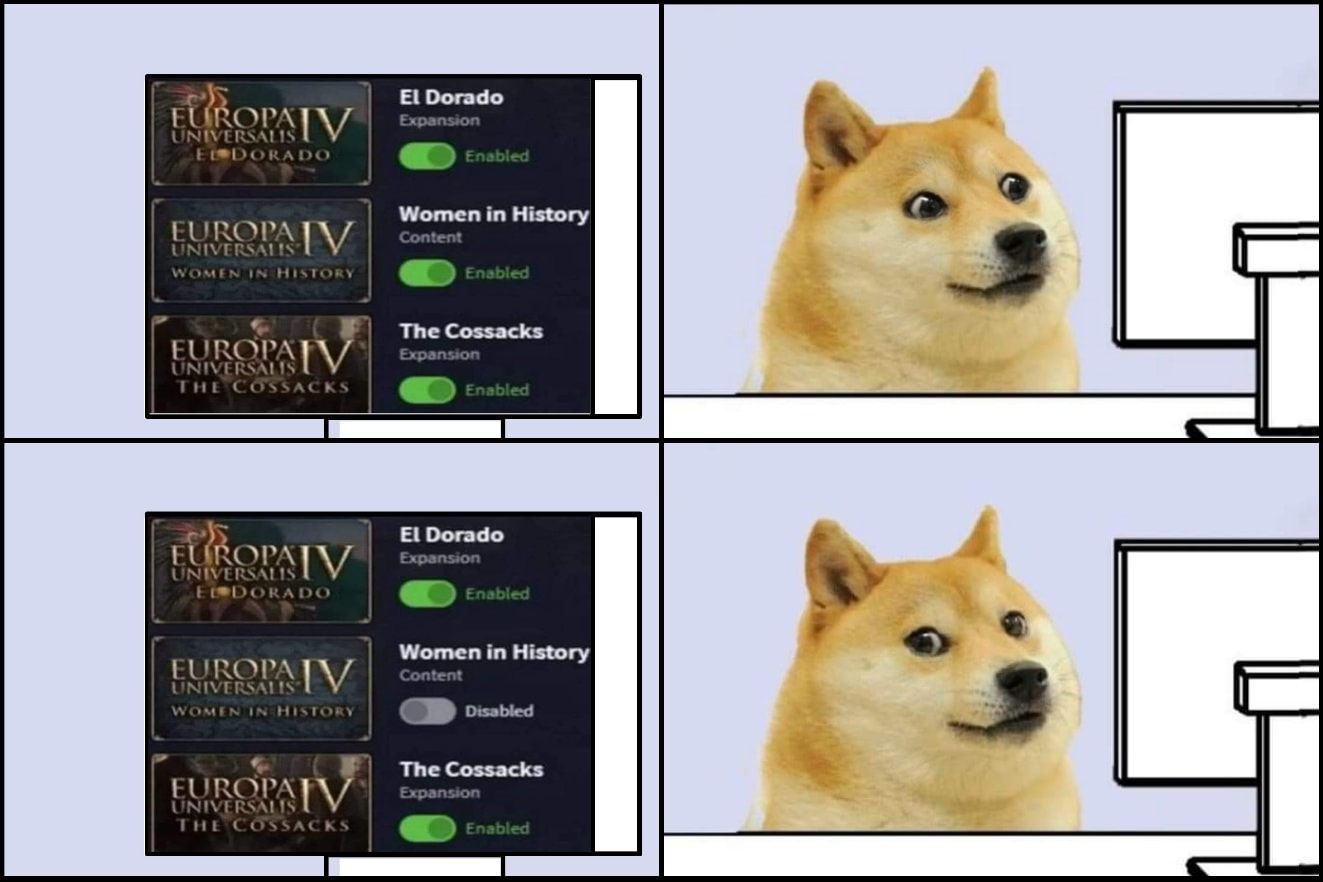 EUROPA IV
UNIVERSALIS
EL DORADO
El Dorado
Expansion
Enabled
EUROPA IV
UNIVERSALIS
WOMEN IN HISTORY
Women in History
Content
Enabled
EUROPA IV
UNIVERSALIS
THE COSSACKS
The Cossacks
Expansion
Enabled
EUROPA IV
UNIVERSALIS
EL DORADO
El Dorado
Expansion
Enabled
EUROPA IV
UNIVERSALIS
WOMEN IN HISTORY
Women in History
Content
Disabled
EUROPA IV
UNIVERSALIS
THE COSSACKS
The Cossacks
Expansion
Enabled